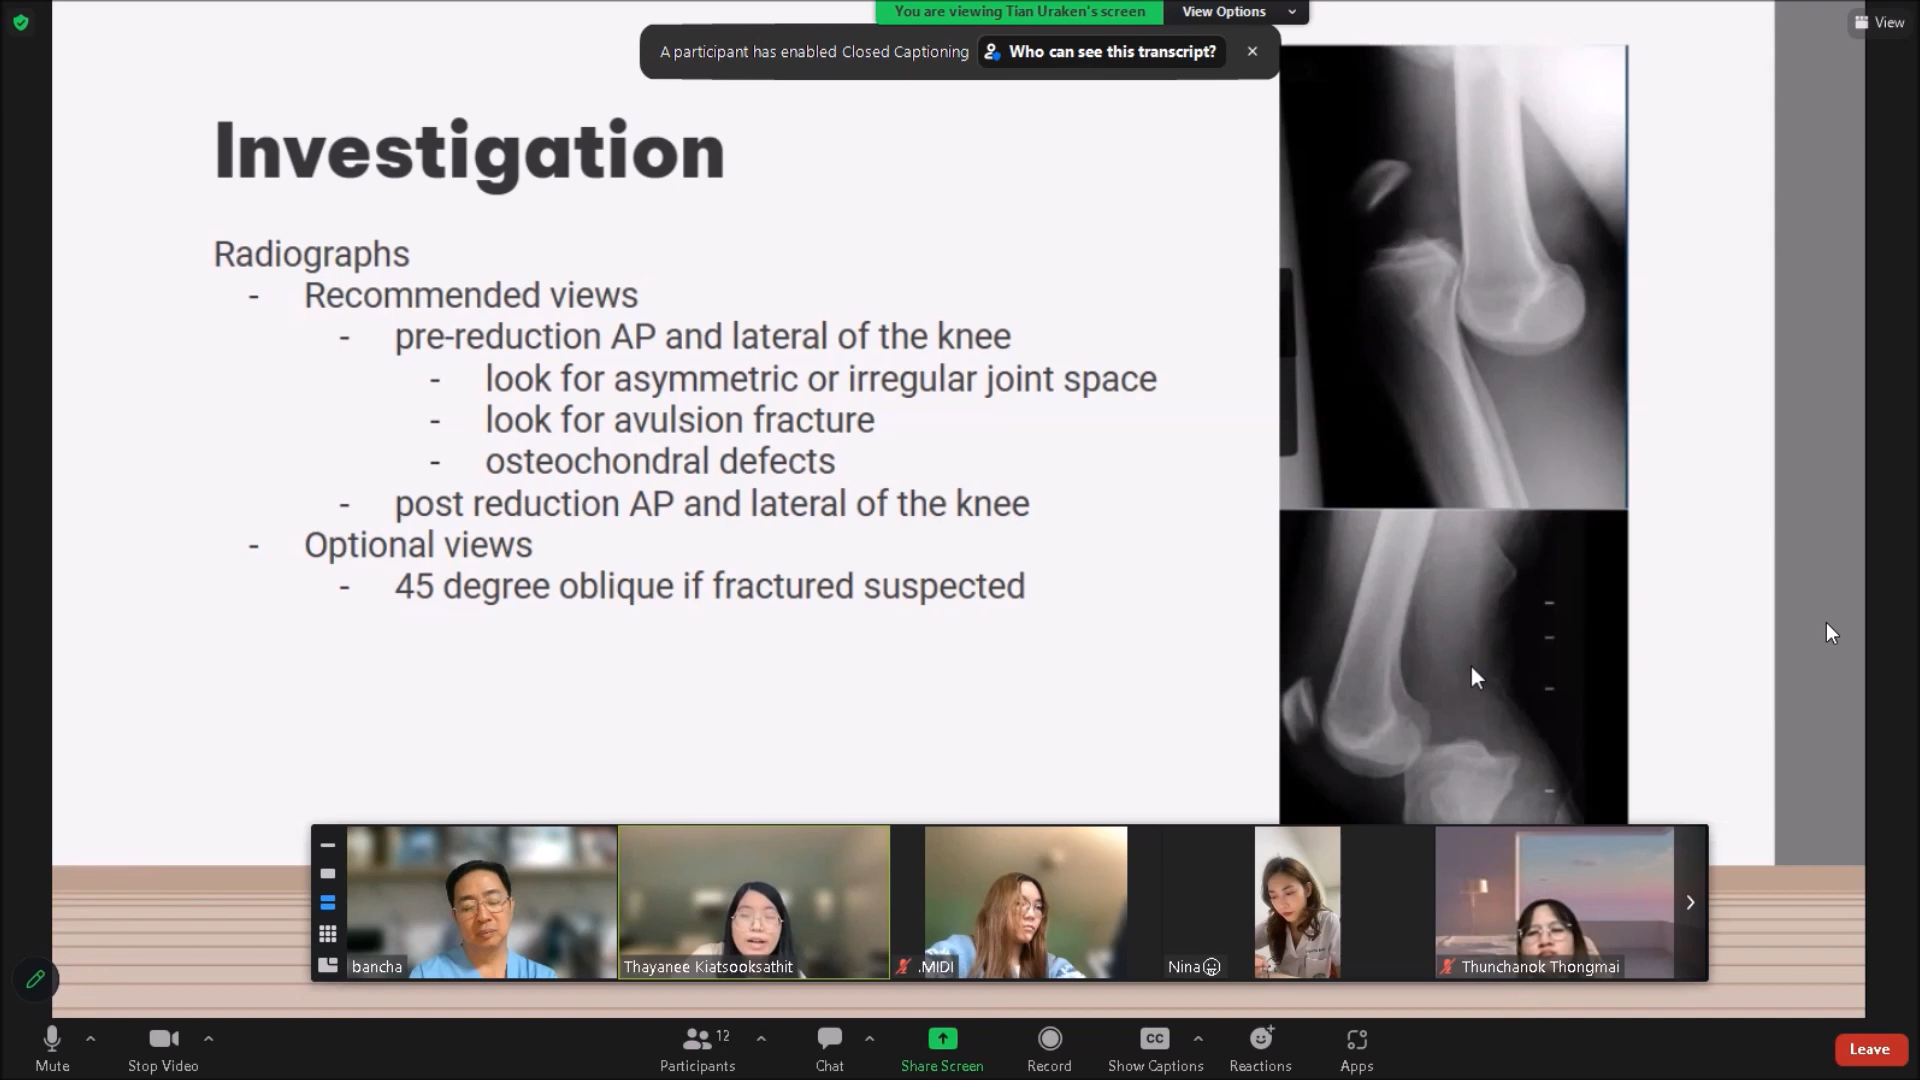 You are viewing Tian Uraken's screen
View Options
View
A participant has enabled Closed Captioning
Who can see this transcript?
Investigation
Radiographs
- Recommended views
- pre-reduction AP and lateral of the knee
- look for asymmetric or irregular joint space
- look for avulsion fracture
- osteochondral defects
- post reduction AP and lateral of the knee
- Optional views
- 45 degree oblique if fractured suspected
bancha
Thayanee Kiatsooksathit
.MIDI
Nina
Thunchanok Thongmai
Mute
Stop Video
Participants
12
Chat
Share Screen
Record
CC
Show Captions
Reactions
Apps
Leave